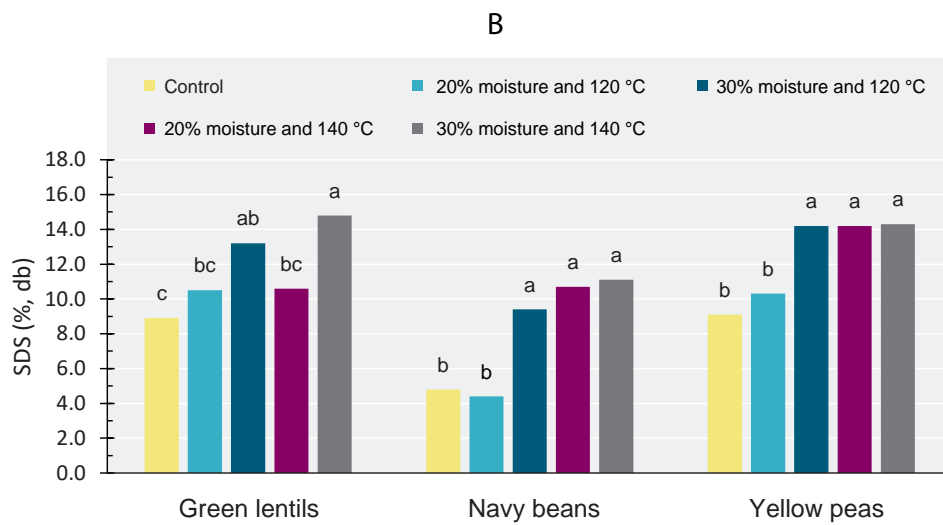 B
Control
20% moisture and 120 °C
30% moisture and 120 °C
20% moisture and 140 °C
30% moisture and 140 °C
SDS (%, db)
18.0
16.0
14.0
12.0
10.0
8.0
6.0
4.0
2.0
0.0
c
bc
ab
bc
a
b
b
a
a
a
b
b
a
a
a
Green lentils
Navy beans
Yellow peas